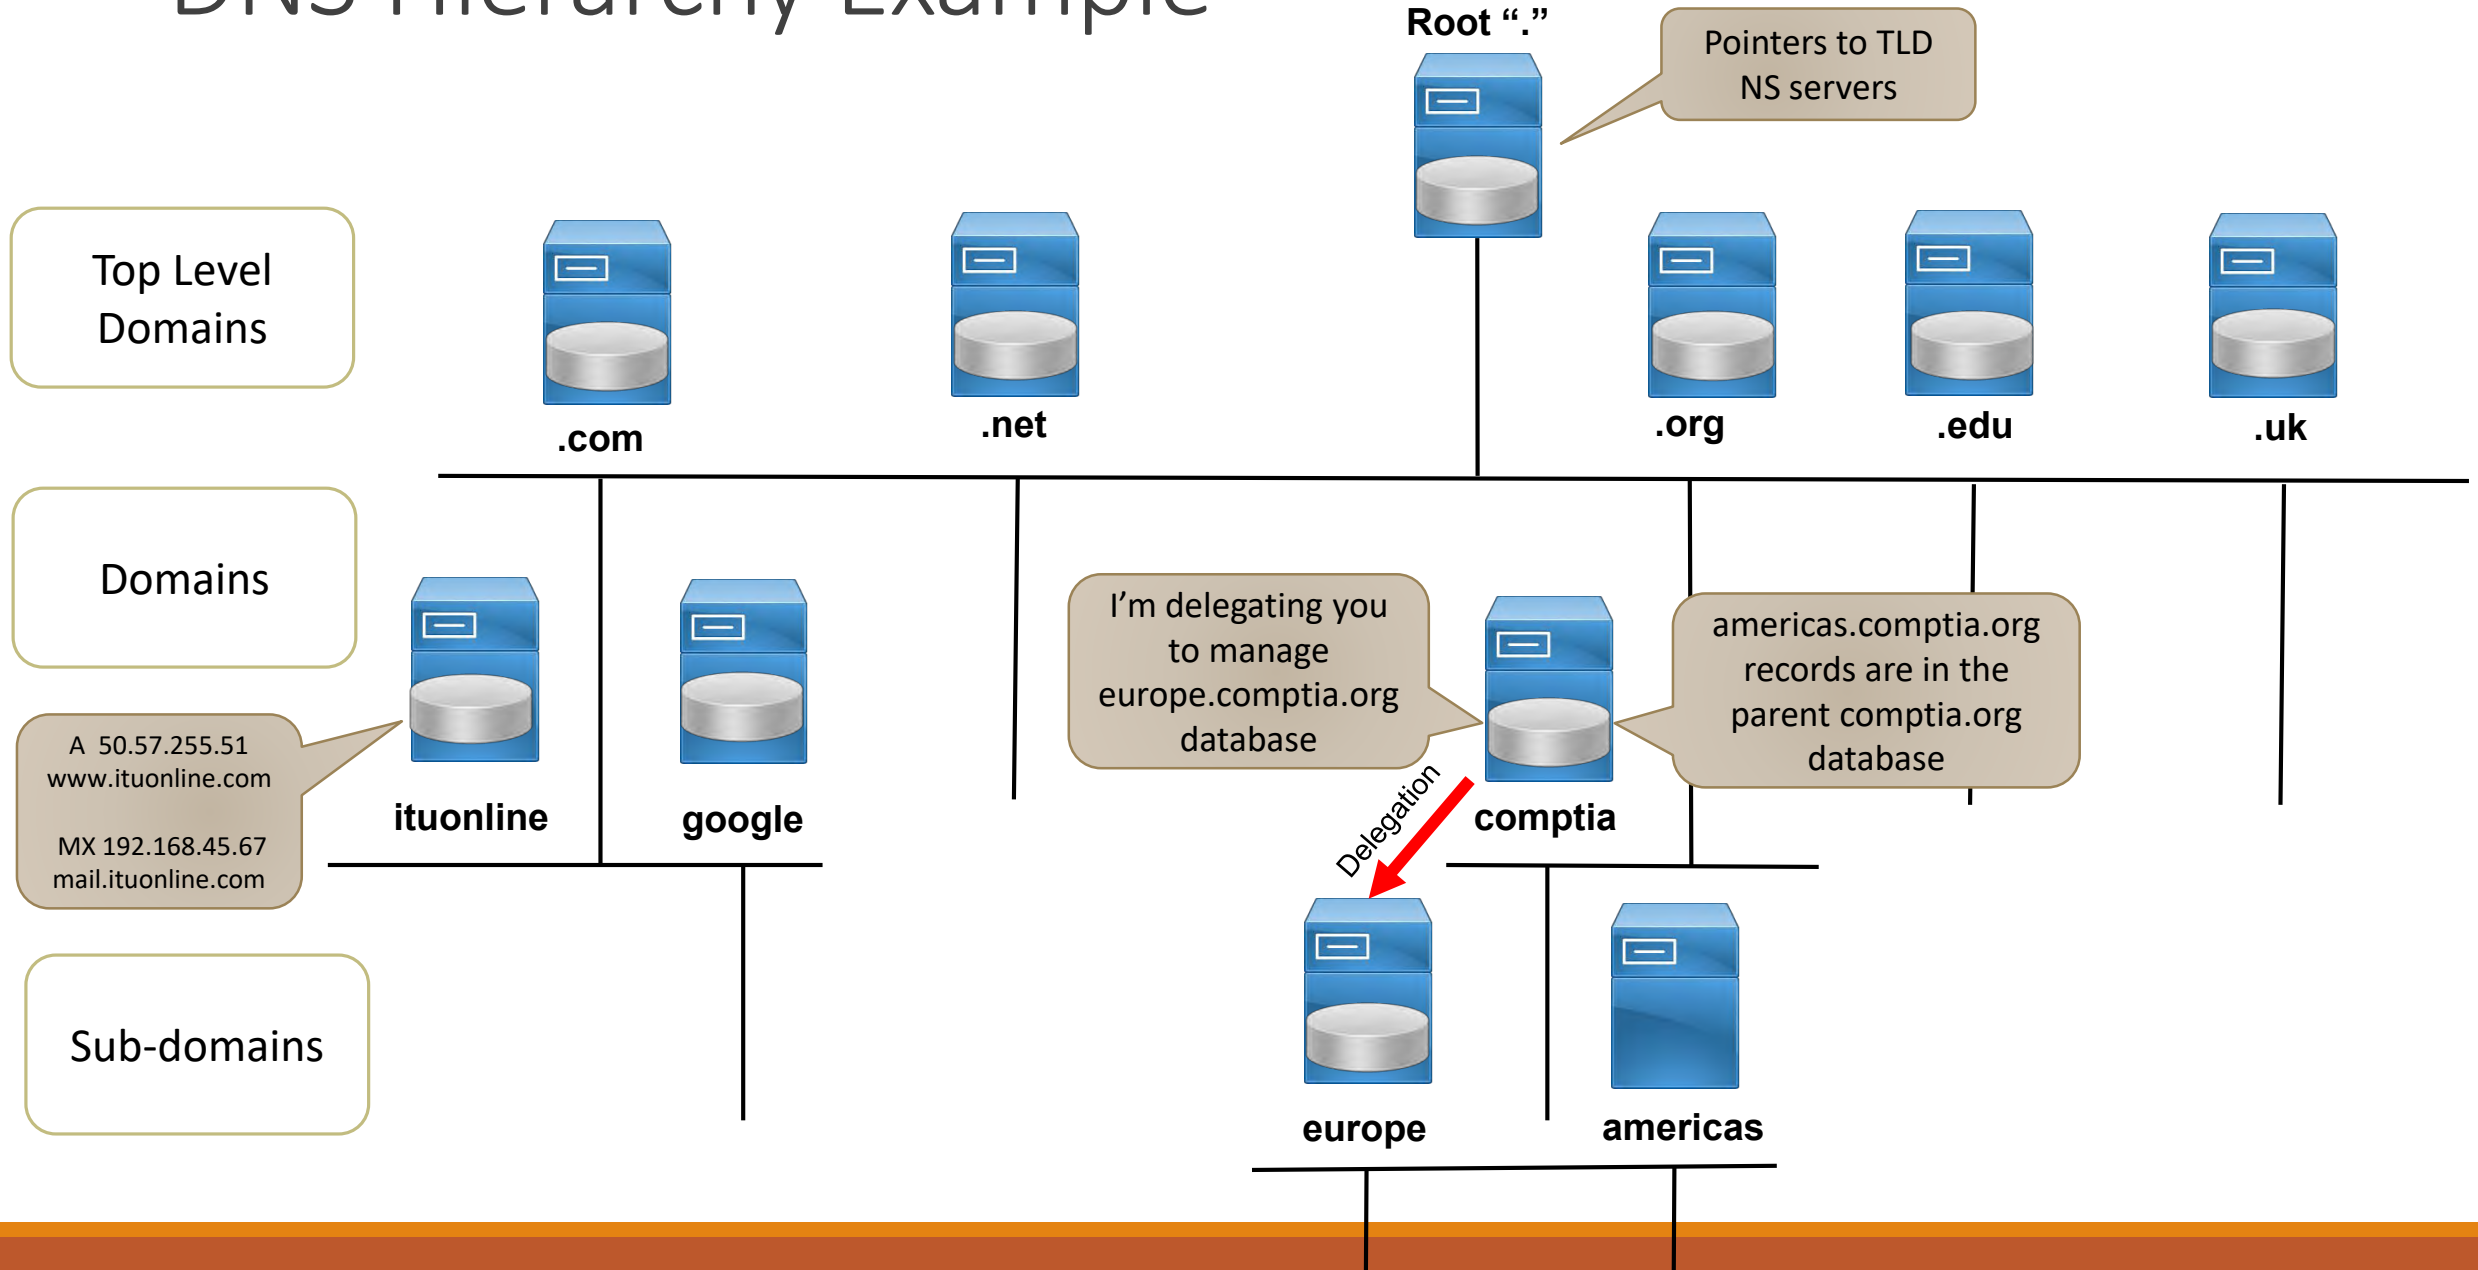 DNS Hierarchy Example
Root “.”
Pointers to TLD
NS servers
Top Level
Domains
.com
.net
.org
.edu
.uk
Domains
I’m delegating you
to manage
europe.comptia.org
database
americas.comptia.org
records are in the
parent comptia.org
database
A  50.57.255.51
www.ituonline.com
MX 192.168.45.67
mail.ituonline.com
ituonline
google
Delegation
comptia
Sub-domains
europe
americas